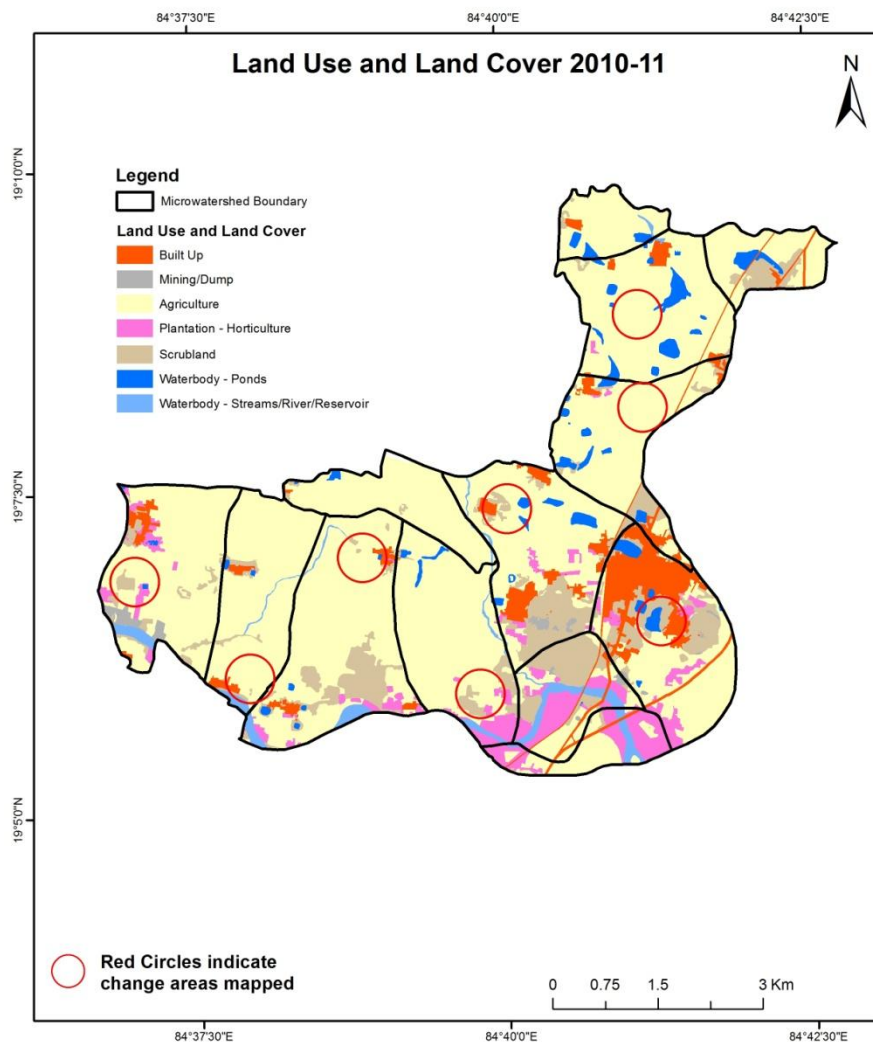 84°37'30"E
84°40'0"E
84°42'30"E
Land Use and Land Cover 2010-11
N
19°10'0"N
Legend
Microwatershed Boundary
Land Use and Land Cover
Built Up
Mining/Dump
Agriculture
Plantation - Horticulture
Scrubland
Waterbody - Ponds
Waterbody - Streams/River/Reservoir
19°7'30"N
19°5'0"N
Red Circles indicate
change areas mapped
0 0.75 1.5 3 Km
84°37'30"E
84°40'0"E
84°42'30"E